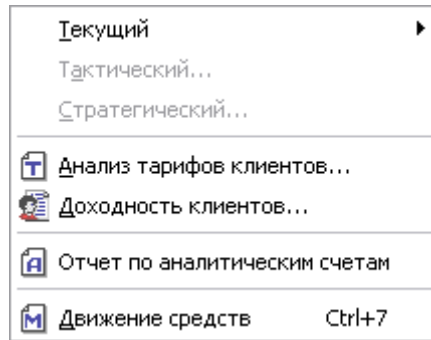 Текущий
Тактический...
Стратегический...
Анализ тарифов клиентов...
Доходность клиентов...
Отчет по аналитическим счетам
Движение средств Ctrl+7